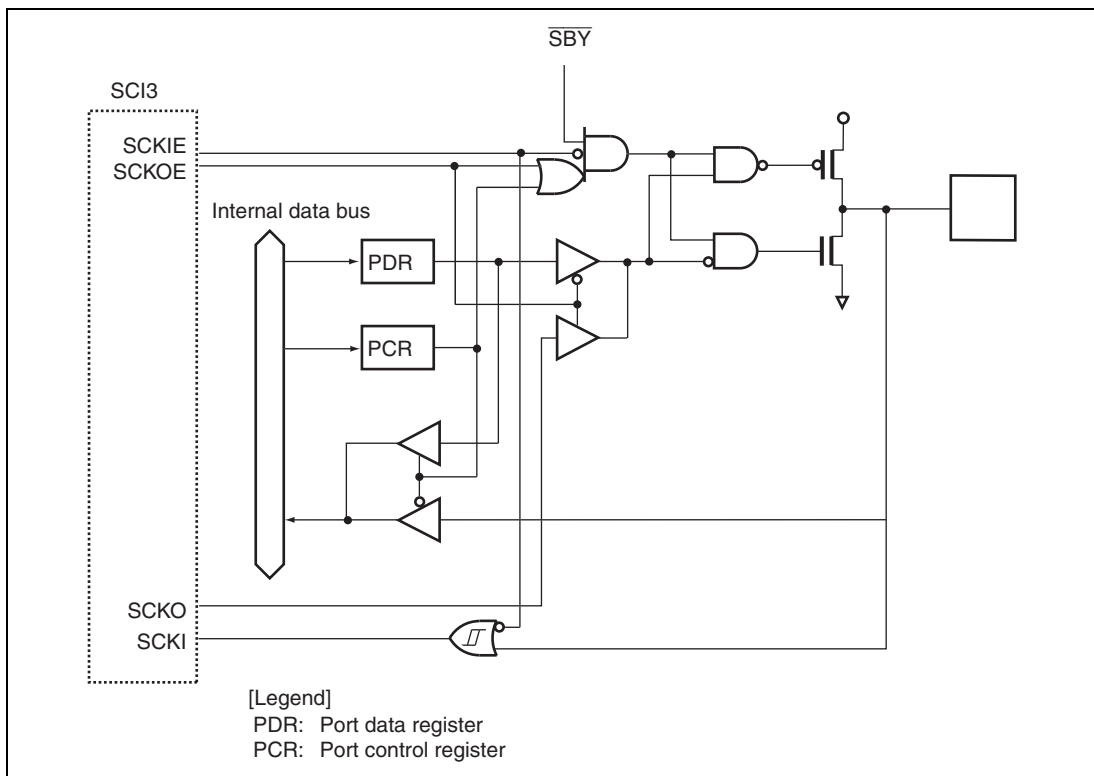 SBY
SCI3
SCKIE
SCKOE
Internal data bus
PDR
PCR
SCKO
SCKI
[Legend]
PDR: Port data register
PCR: Port control register